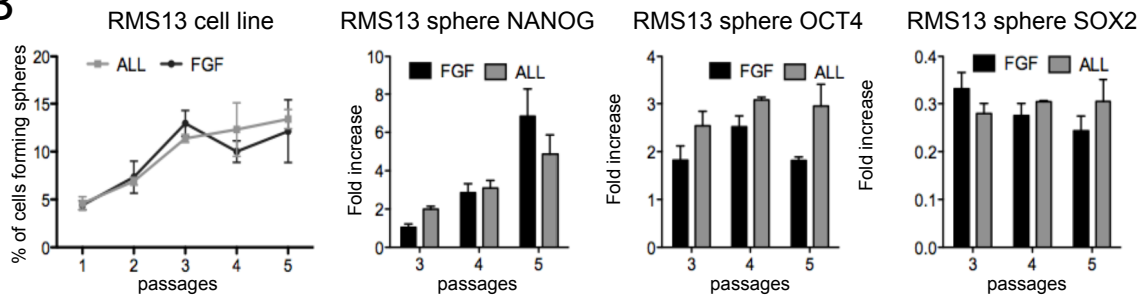 B
RMS13 cell line
% of cells forming spheres
20
15
10
5
0
ALL
FGF
1 2 3 4 5
passages
RMS13 sphere NANOG
Fold increase
10
8
6
4
2
0
FGF
ALL
3 4 5
passages
RMS13 sphere OCT4
Fold increase
4
3
2
1
0
FGF
ALL
3 4 5
passages
RMS13 sphere SOX2
Fold increase
0.4
0.3
0.2
0.1
0.0
FGF
ALL
3 4 5
passages